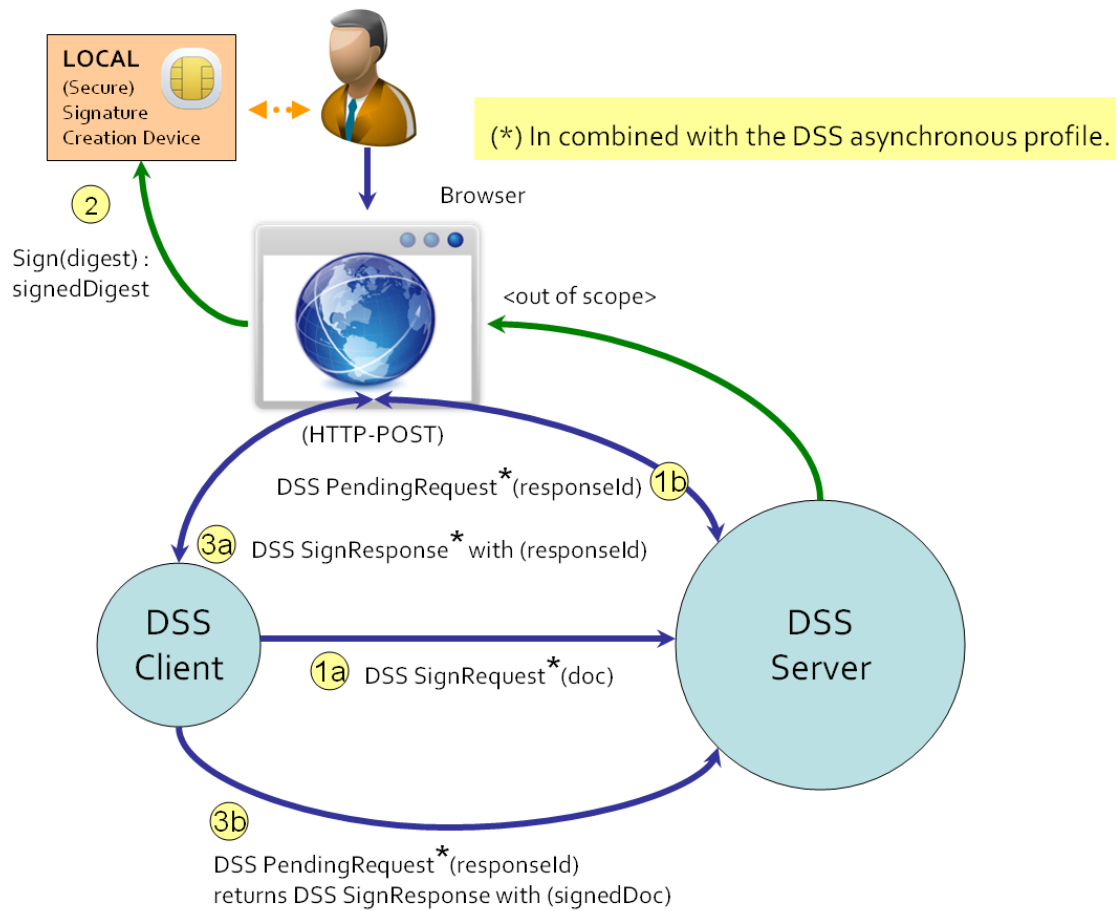 LOCAL
(Secure)
Signature
Creation Device
(*) In combined with the DSS asynchronous profile.
Browser
2
Sign(digest) :
signedDigest
<out of scope>
(HTTP-POST)
DSS PendingRequest*(responseId)
1b
3a
DSS SignResponse* with (responseId)
DSS
Client
DSS
Server
1a
DSS SignRequest*(doc)
3b
DSS PendingRequest*(responseId)
returns DSS SignResponse with (signedDoc)